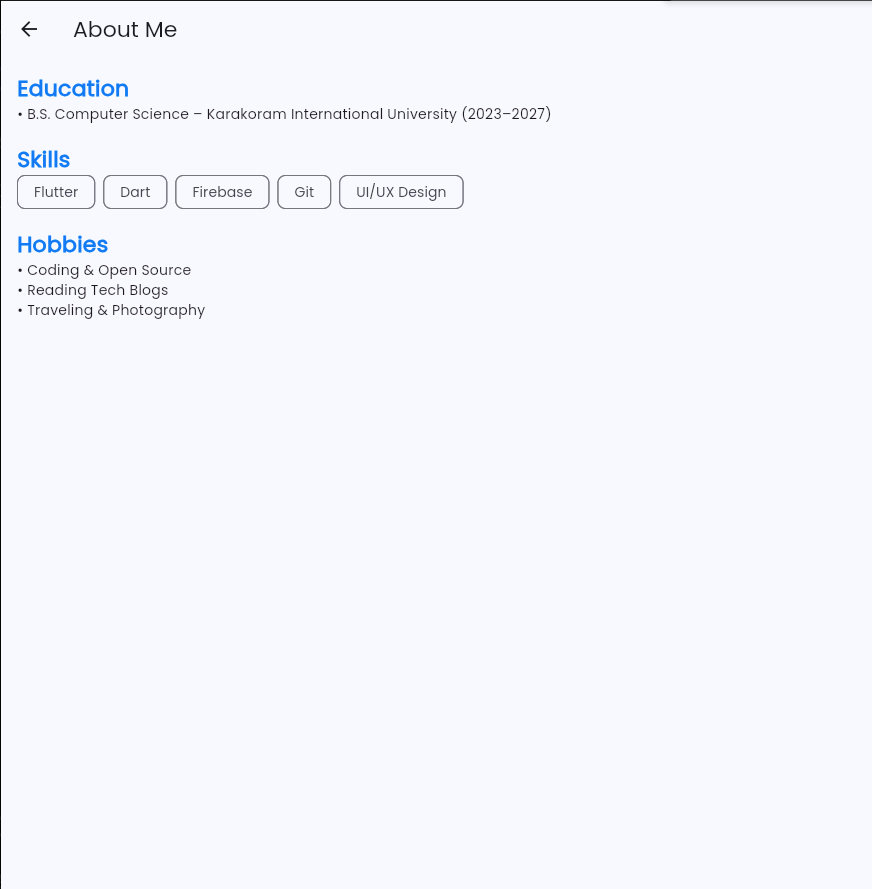 About Me
Education
• B.S. Computer Science – Karakoram International University (2023–2027)
Skills
Flutter Dart Firebase Git UI/UX Design
Hobbies
• Coding & Open Source
• Reading Tech Blogs
• Traveling & Photography